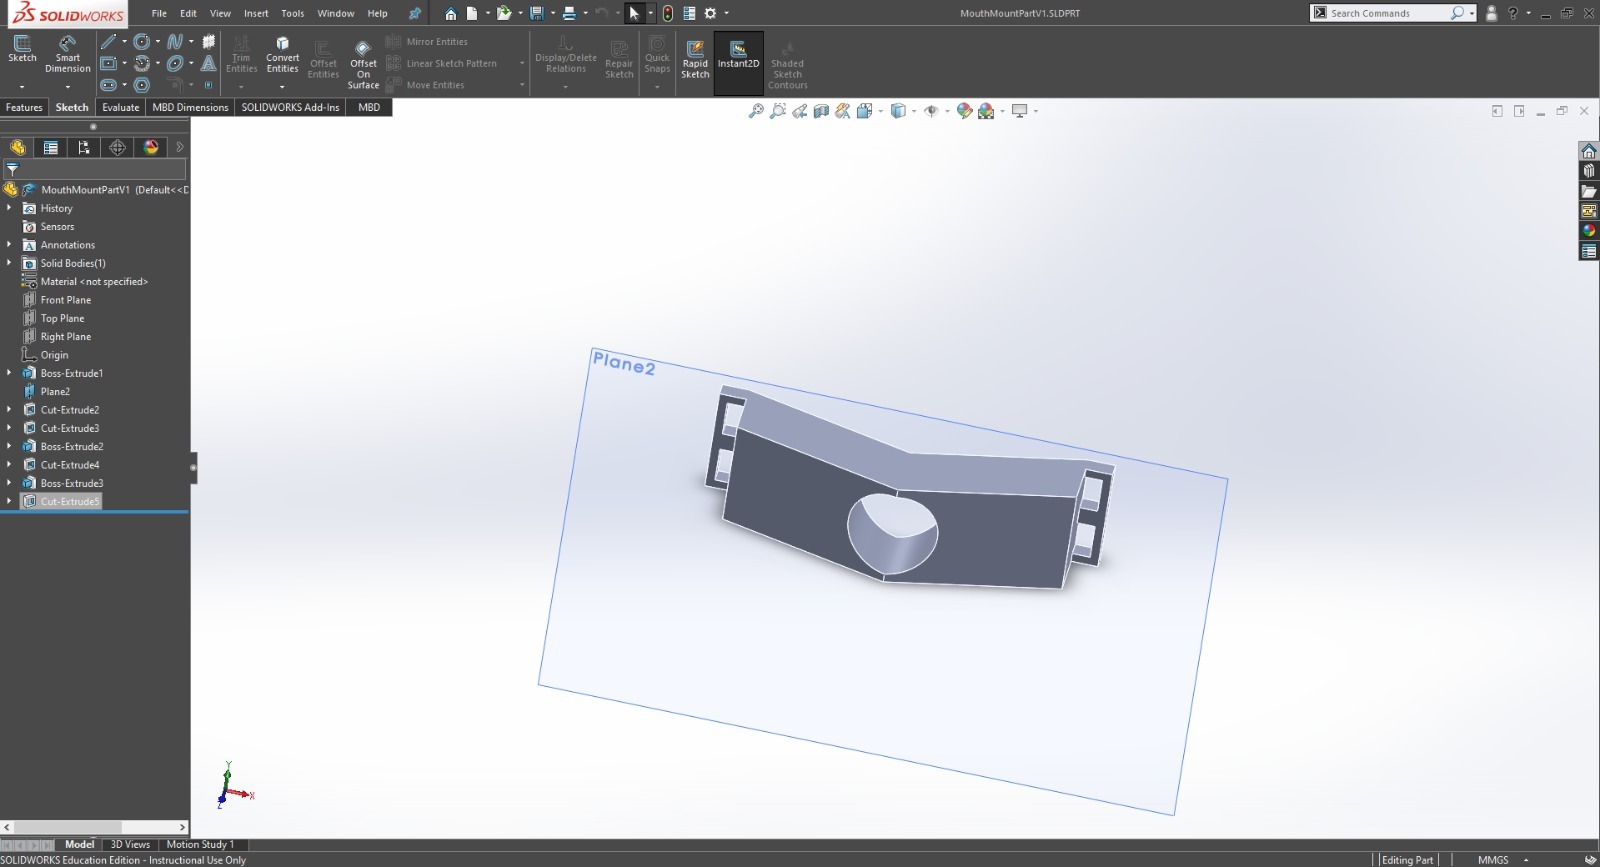 SOLIDWORKS
File Edit View Insert Tools Window Help
MouthMountPartV1.SLDPRT
Search Commands
Sketch
Smart Dimension
Trim Entities
Convert Entities
Offset Entities
Offset On Surface
Mirror Entities
Linear Sketch Pattern
Move Entities
Display/Delete Relations
Repair Sketch
Quick Snaps
Rapid Sketch
Instant2D
Shaded Sketch Contours
Features Sketch Evaluate MBD Dimensions SOLIDWORKS Add-Ins MBD
MouthMountPartV1 (Default<<D
History
Sensors
Annotations
Solid Bodies(1)
Material <not specified>
Front Plane
Top Plane
Right Plane
Origin
Boss-Extrude1
Plane2
Cut-Extrude2
Cut-Extrude3
Boss-Extrude2
Cut-Extrude4
Boss-Extrude3
Cut-Extrude5
Plane2
Y
X
Z
Model 3D Views Motion Study 1
SOLIDWORKS Education Edition - Instructional Use Only
Editing Part MMGS